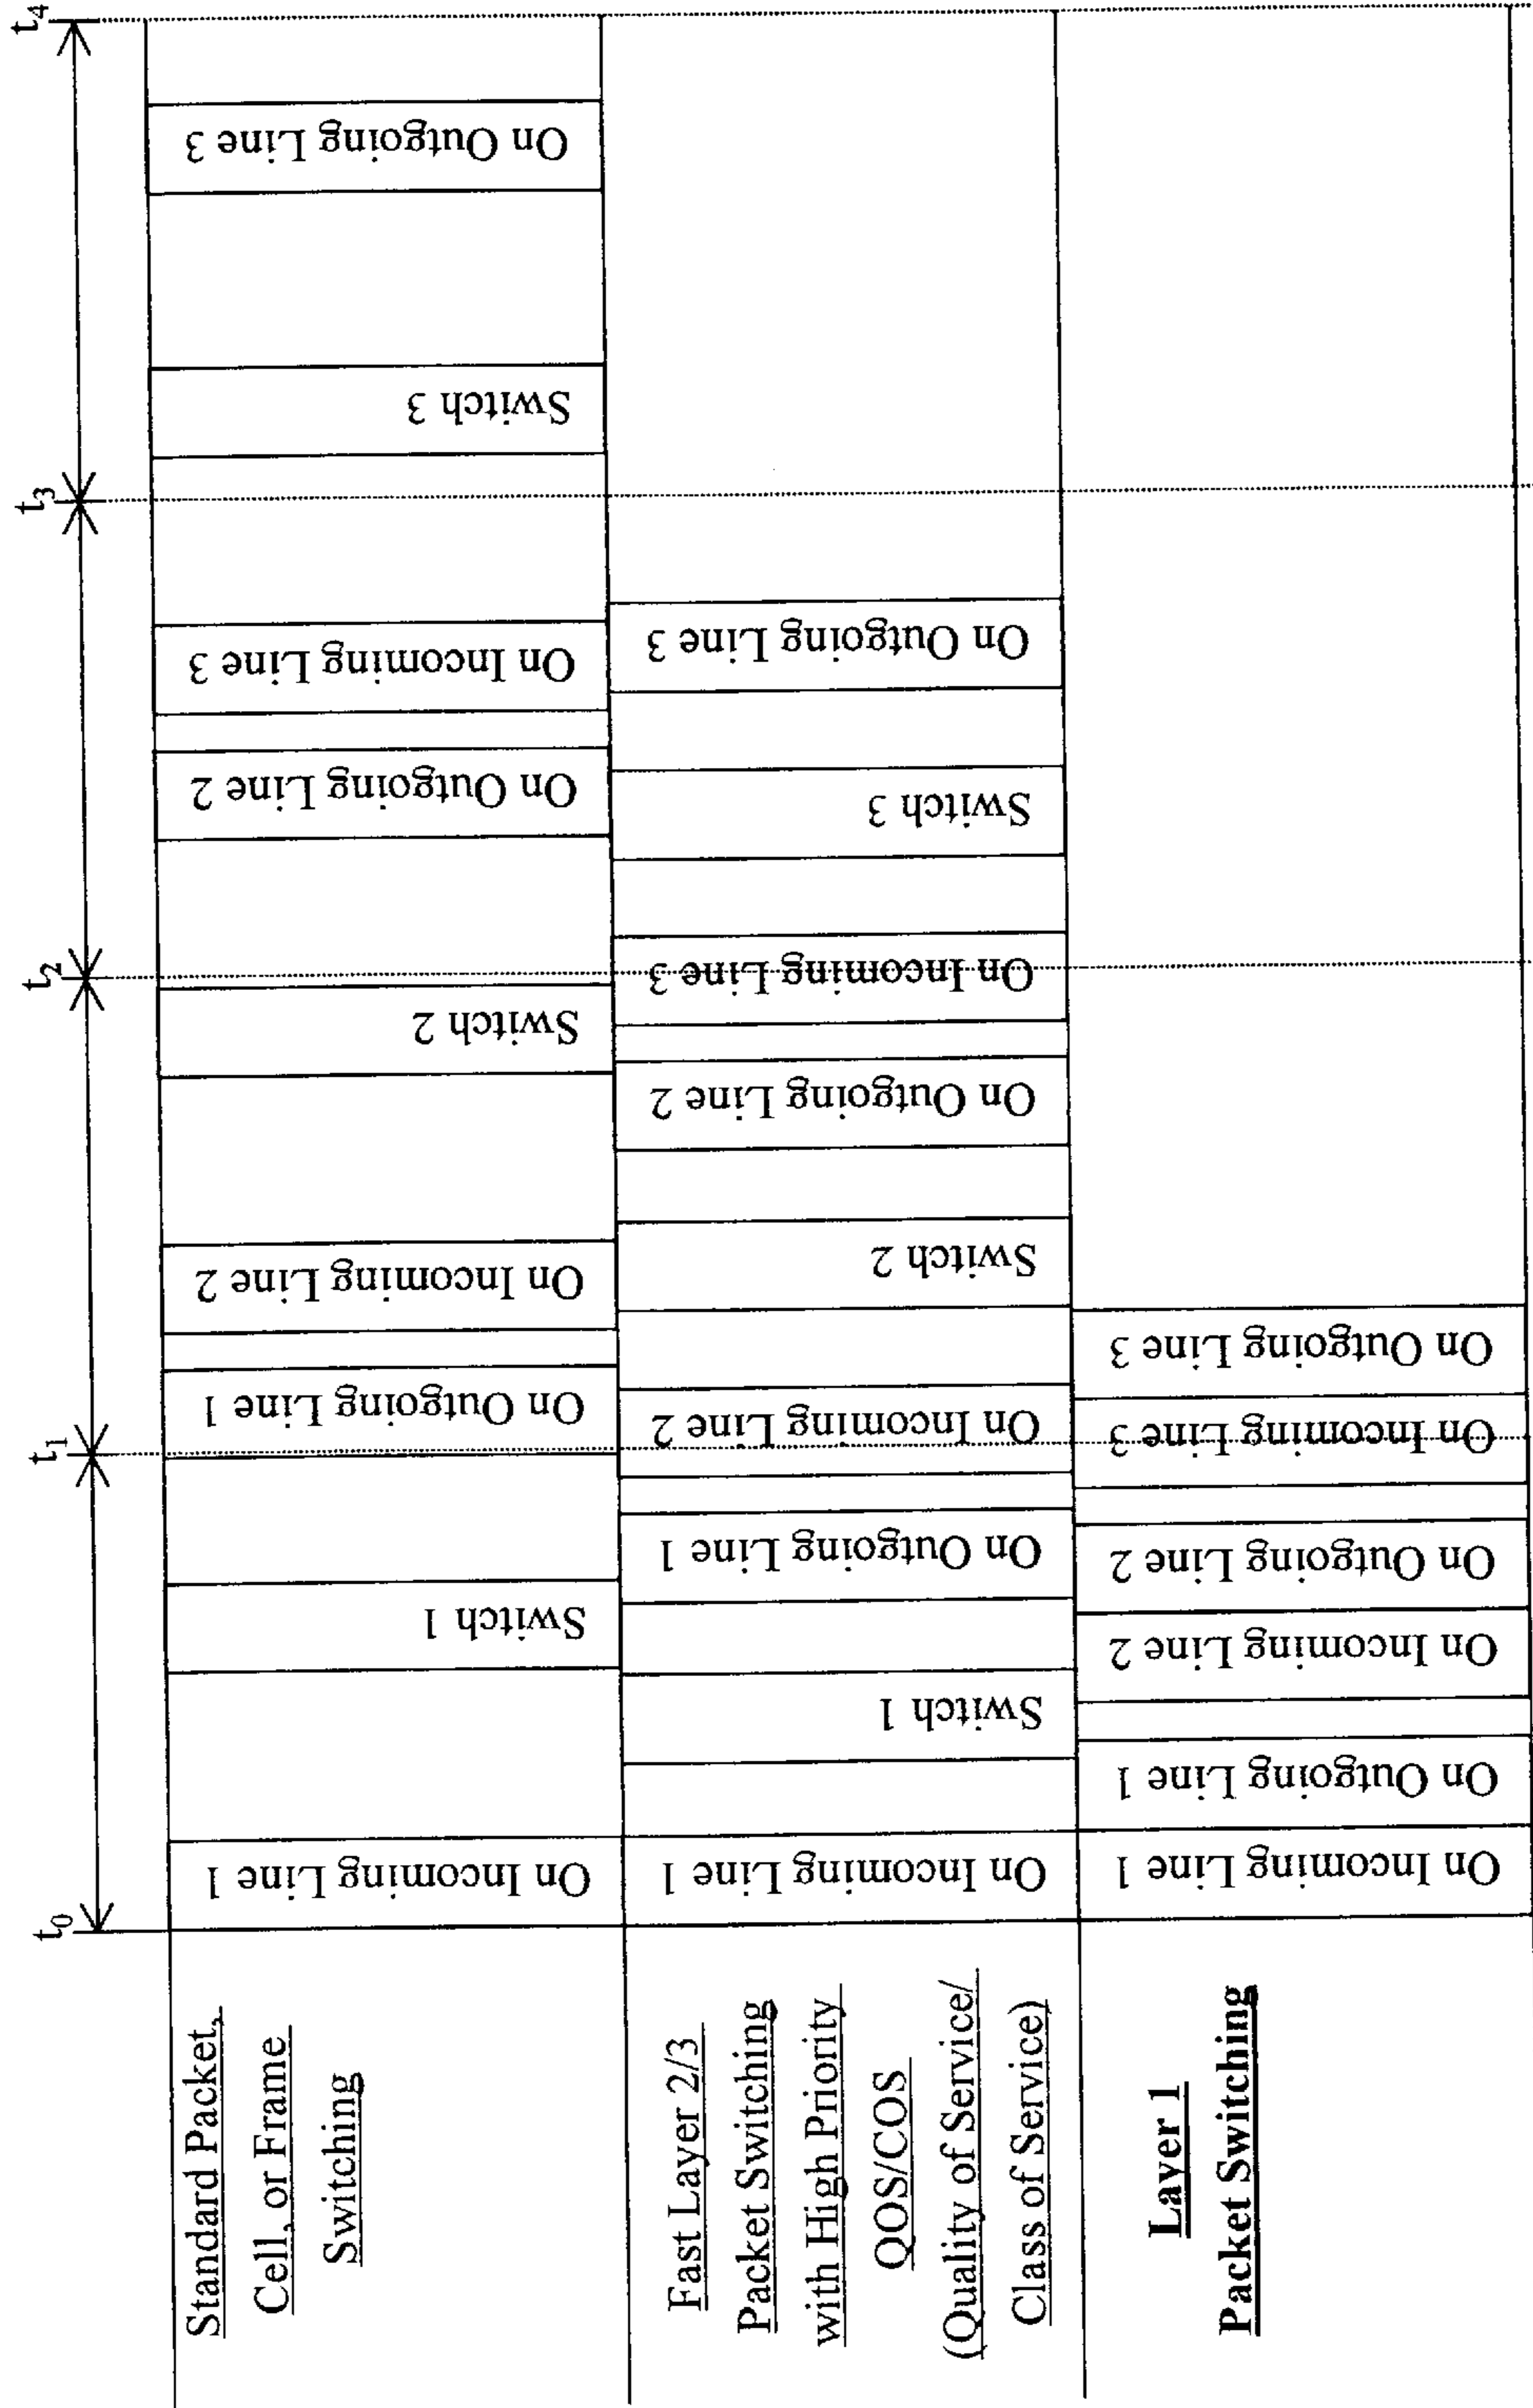 t0
t1
t2
t3
t4
Standard Packet,
Cell, or Frame
Switching
On Incoming Line 1
Switch 1
On Outgoing Line 1
On Incoming Line 2
Switch 2
On Outgoing Line 2
On Incoming Line 3
Switch 3
On Outgoing Line 3
Fast Layer 2/3
Packet Switching
with High Priority
QOS/COS
(Quality of Service/
Class of Service)
On Incoming Line 1
Switch 1
On Outgoing Line 1
On Incoming Line 2
Switch 2
On Outgoing Line 2
On Incoming Line 3
Switch 3
On Outgoing Line 3
Layer 1
Packet Switching
On Incoming Line 1
On Outgoing Line 1
On Incoming Line 2
On Outgoing Line 2
On Incoming Line 3
On Outgoing Line 3